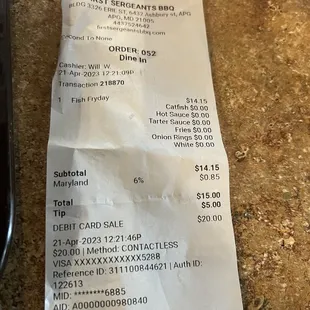 FIRST SERGEANTS BBQ
BLDG 3326 ERIE ST, 6432 Ashbury st, APG
APG, MD 21005
4437524642
firstsergeantsbbq.com
Second To None
ORDER: 052
Dine In
Cashier: Will W
21-Apr-2023 12:21:09P
Transaction 218870
1 Fish Fryday $14.15
Catfish $0.00
Hot Sauce $0.00
Tarter Sauce $0.00
Fries $0.00
Onion Rings $0.00
White $0.00
Subtotal $14.15
Maryland 6% $0.85
Total $15.00
Tip $5.00
DEBIT CARD SALE $20.00
21-Apr-2023 12:21:46P
$20.00 | Method: CONTACTLESS
VISA XXXXXXXXXXXX5288
Reference ID: 311100844621 | Auth ID:
122613
MID: ********6885
AID: A0000000980840